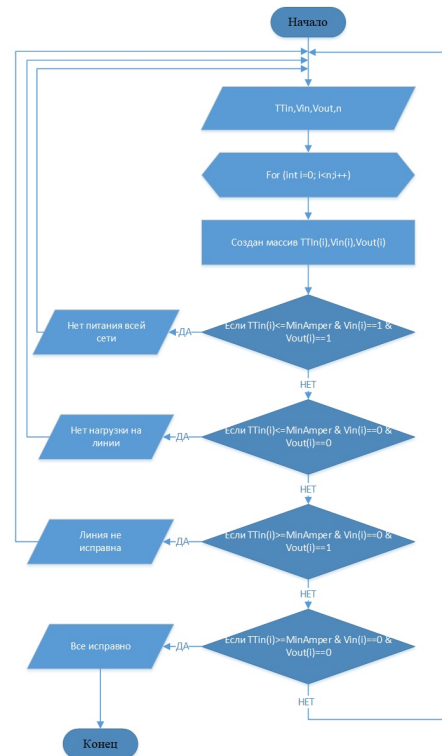 Начало
TTin,Vin,Vout,n
For (int i=0; i<n;i++)
Создан массив TTIn(i),Vin(i),Vout(i)
Если TTin(i)<=MinAmper & Vin(i)==1 &
Vout(i)==1
ДА
Нет питания всей
сети
НЕТ
Если TTin(i)<=MinAmper & Vin(i)==0 &
Vout(i)==0
ДА
Нет нагрузки на
линии
НЕТ
Если TTin(i)>=MinAmper & Vin(i)==0 &
Vout(i)==1
ДА
Линия не
исправна
НЕТ
Если TTin(i)>=MinAmper & Vin(i)==0 &
Vout(i)==0
ДА
Все исправно
НЕТ
Конец